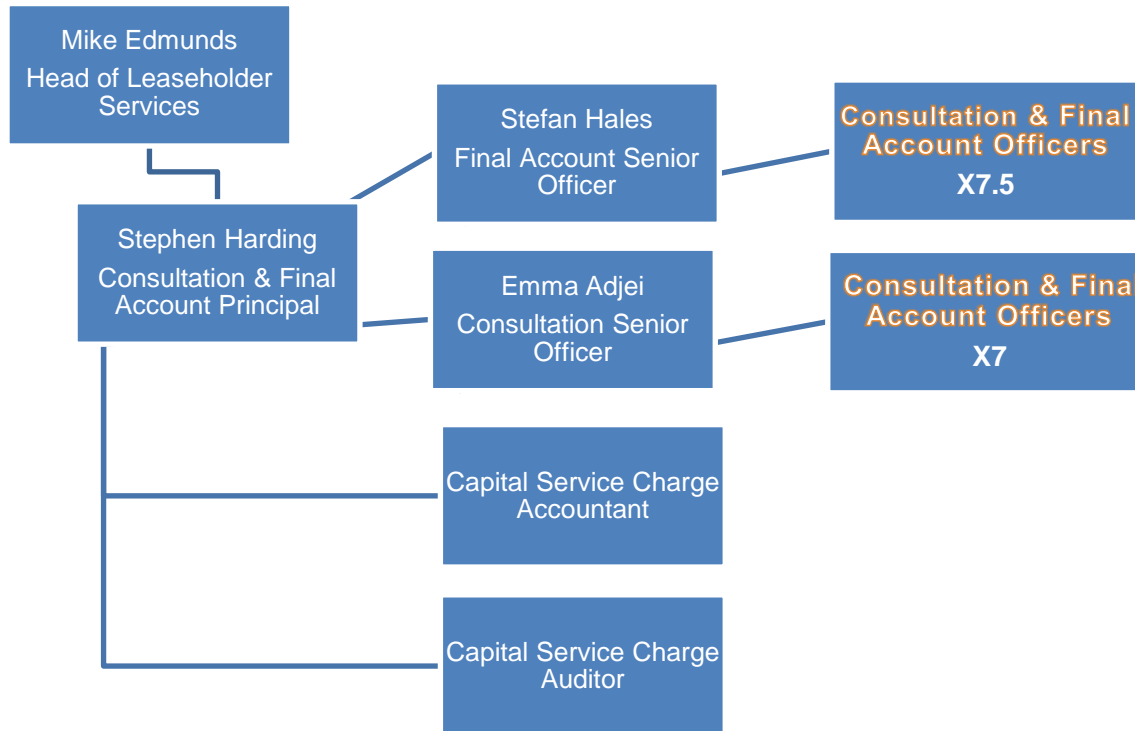 Mike Edmunds
Head of Leaseholder
Services
Stephen Harding
Consultation & Final
Account Principal
Stefan Hales
Final Account Senior
Officer
Consultation & Final
Account Officers
X7.5
Emma Adjei
Consultation Senior
Officer
Consultation & Final
Account Officers
X7
Capital Service Charge
Accountant
Capital Service Charge
Auditor